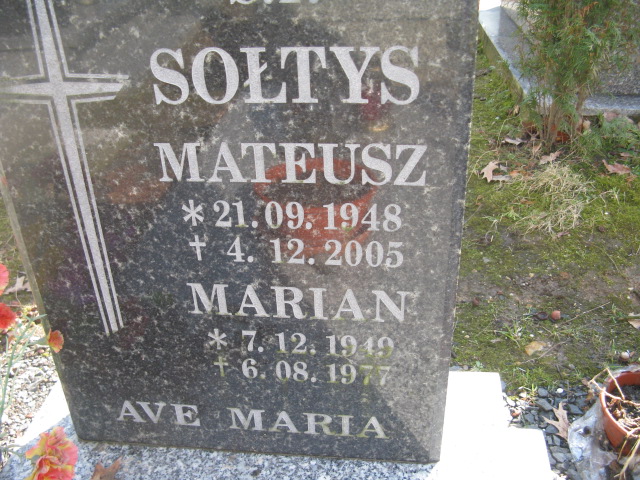 Ś.P.
SOŁTYS
MATEUSZ
* 21.09.1948
† 4.12.2005
MARIAN
* 7.12.1949
† 6.08.1977
AVE MARIA